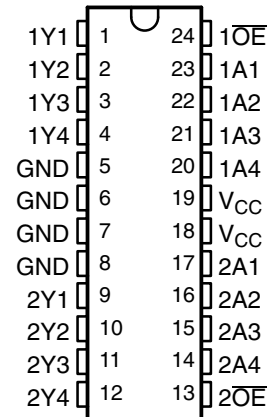 1Y1 1 24 1O̅E̅
1Y2 2 23 1A1
1Y3 3 22 1A2
1Y4 4 21 1A3
GND 5 20 1A4
GND 6 19 VCC
GND 7 18 VCC
GND 8 17 2A1
2Y1 9 16 2A2
2Y2 10 15 2A3
2Y3 11 14 2A4
2Y4 12 13 2O̅E̅